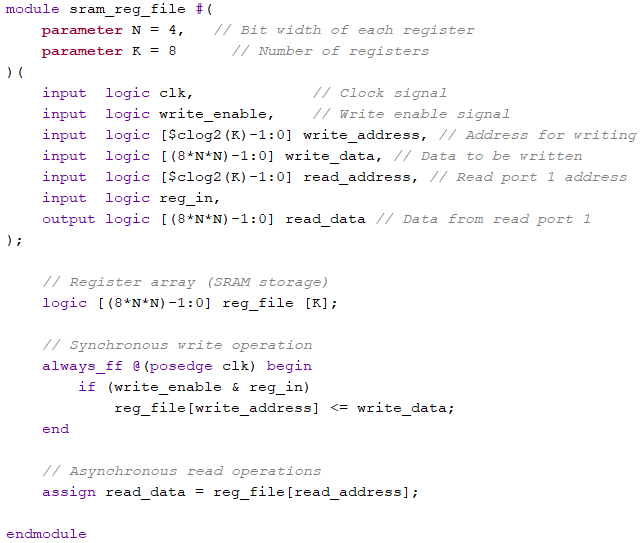 module sram_reg_file #(
    parameter N = 4,   // Bit width of each register
    parameter K = 8      // Number of registers
)(
    input  logic clk,             // Clock signal
    input  logic write_enable,    // Write enable signal
    input  logic [$clog2(K)-1:0] write_address, // Address for writing
    input  logic [(8*N*N)-1:0] write_data, // Data to be written
    input  logic [$clog2(K)-1:0] read_address, // Read port 1 address
    input  logic reg_in,
    output logic [(8*N*N)-1:0] read_data // Data from read port 1
);
    // Register array (SRAM storage)
    logic [(8*N*N)-1:0] reg_file [K];
    // Synchronous write operation
    always_ff @(posedge clk) begin
        if (write_enable & reg_in)
            reg_file[write_address] <= write_data;
    end
    // Asynchronous read operations
    assign read_data = reg_file[read_address];
endmodule